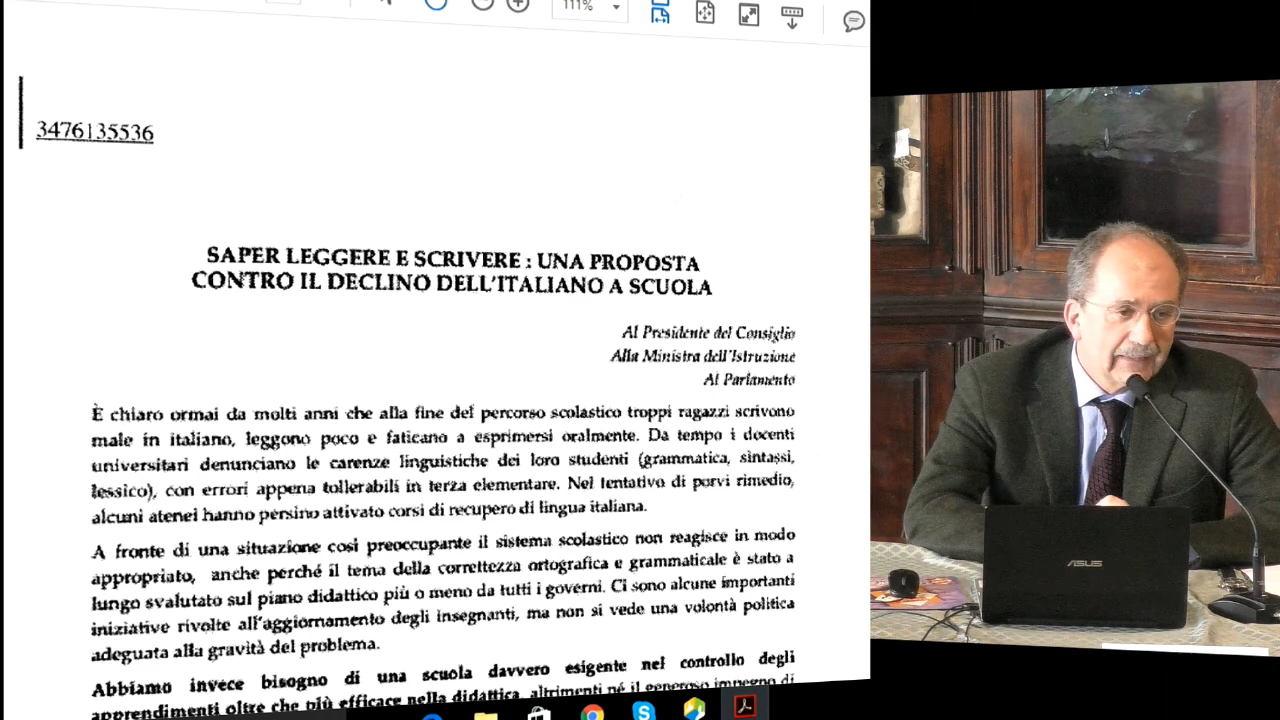 111%
3476135536
SAPER LEGGERE E SCRIVERE : UNA PROPOSTA
CONTRO IL DECLINO DELL'ITALIANO A SCUOLA
Al Presidente del Consiglio
Alla Ministra dell'Istruzione
Al Parlamento
È chiaro ormai da molti anni che alla fine del percorso scolastico troppi ragazzi scrivono
male in italiano, leggono poco e faticano a esprimersi oralmente. Da tempo i docenti
universitari denunciano le carenze linguistiche dei loro studenti (grammatica, sintassi,
lessico), con errori appena tollerabili in terza elementare. Nel tentativo di porvi rimedio,
alcuni atenei hanno persino attivato corsi di recupero di lingua italiana.
A fronte di una situazione così preoccupante il sistema scolastico non reagisce in modo
appropriato, anche perché il tema della correttezza ortografica e grammaticale è stato a
lungo svalutato sul piano didattico più o meno da tutti i governi. Ci sono alcune importanti
iniziative rivolte all'aggiornamento degli insegnanti, ma non si vede una volontà politica
adeguata alla gravità del problema.
Abbiamo invece bisogno di una scuola davvero esigente nel controllo degli
apprendimenti oltre che più efficace nella didattica, altrimenti né il generoso impegno di
ASUS